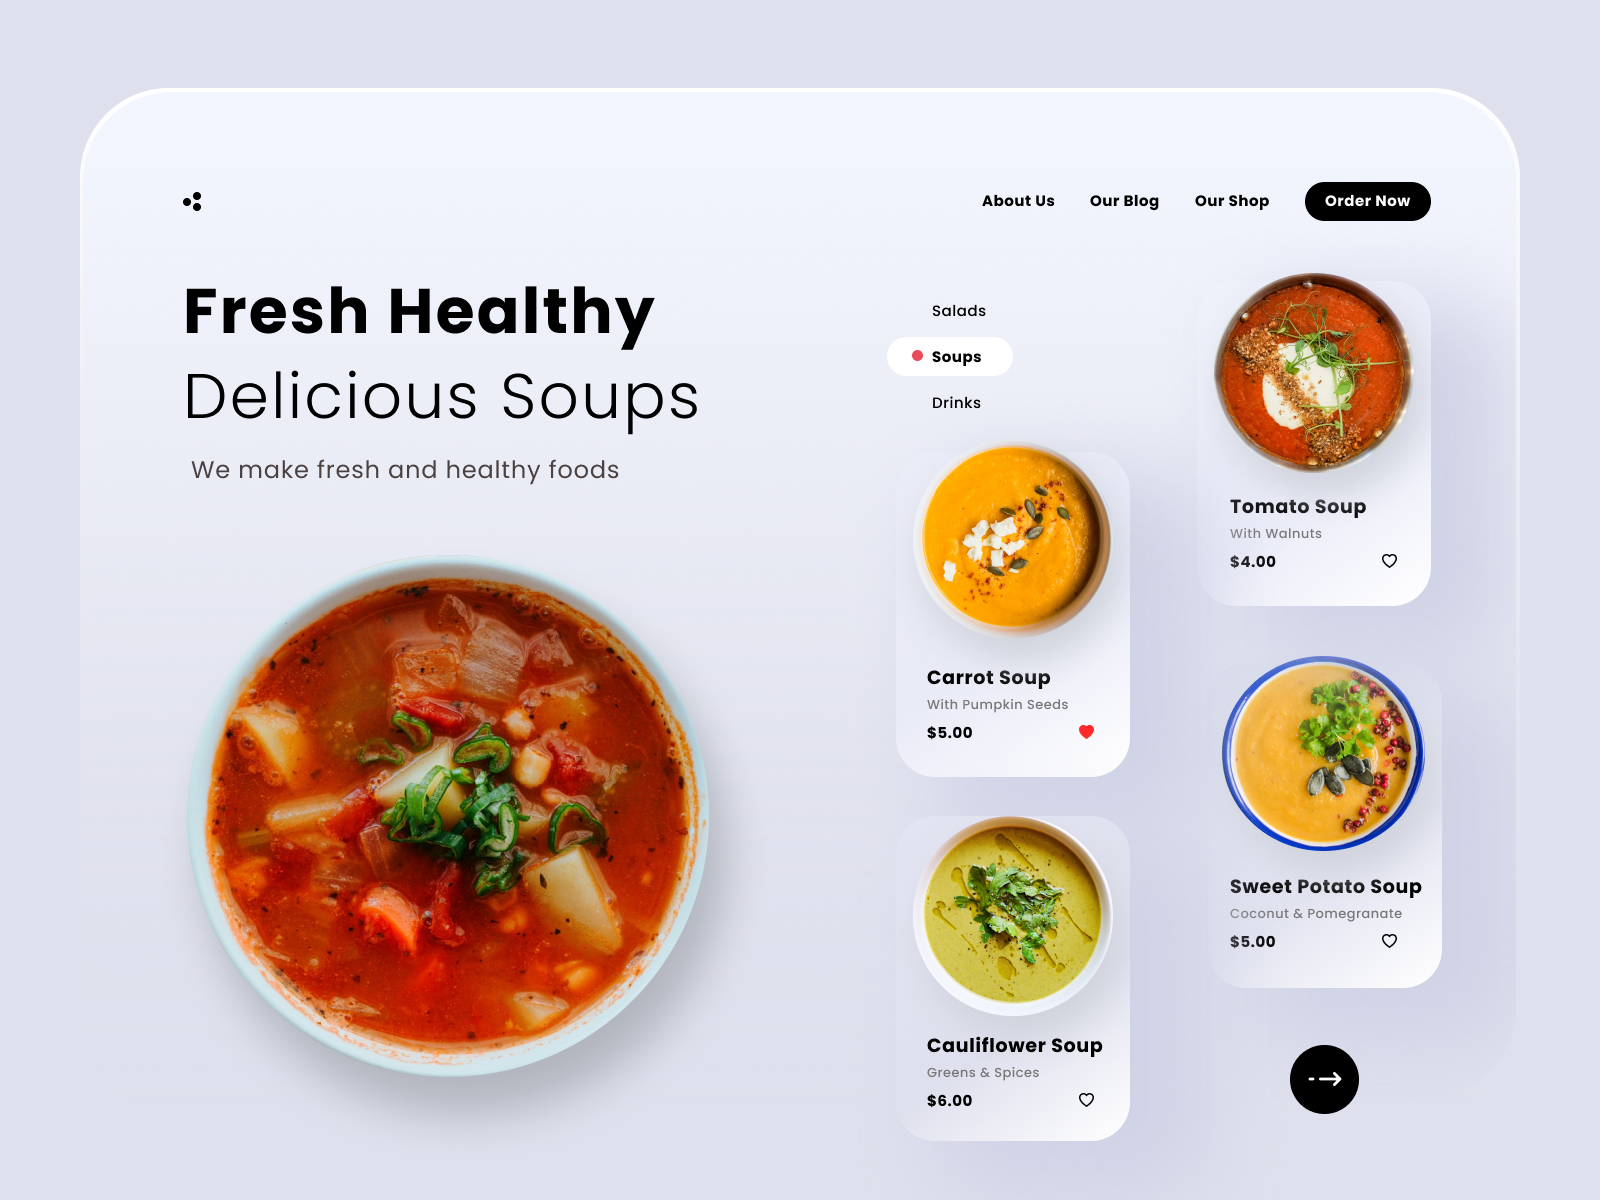 About Us
Our Blog
Our Shop
Order Now
Fresh Healthy
Delicious Soups
We make fresh and healthy foods
Salads
Soups
Drinks
Tomato Soup
With Walnuts
$4.00
Carrot Soup
With Pumpkin Seeds
$5.00
Sweet Potato Soup
Coconut & Pomegranate
$5.00
Cauliflower Soup
Greens & Spices
$6.00